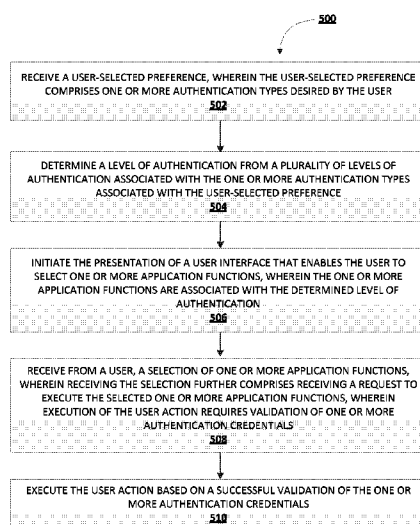 500
RECEIVE A USER-SELECTED PREFERENCE, WHEREIN THE USER-SELECTED PREFERENCE
COMPRISES ONE OR MORE AUTHENTICATION TYPES DESIRED BY THE USER
502
DETERMINE A LEVEL OF AUTHENTICATION FROM A PLURALITY OF LEVELS OF
AUTHENTICATION ASSOCIATED WITH THE ONE OR MORE AUTHENTICATION TYPES
ASSOCIATED WITH THE USER-SELECTED PREFERENCE
504
INITIATE THE PRESENTATION OF A USER INTERFACE THAT ENABLES THE USER TO
SELECT ONE OR MORE APPLICATION FUNCTIONS, WHEREIN THE ONE OR MORE
APPLICATION FUNCTIONS ARE ASSOCIATED WITH THE DETERMINED LEVEL OF
AUTHENTICATION
506
RECEIVE FROM A USER, A SELECTION OF ONE OR MORE APPLICATION FUNCTIONS,
WHEREIN RECEIVING THE SELECTION FURTHER COMPRISES RECEIVING A REQUEST TO
EXECUTE THE SELECTED ONE OR MORE APPLICATION FUNCTIONS, WHEREIN
EXECUTION OF THE USER ACTION REQUIRES VALIDATION OF ONE OR MORE
AUTHENTICATION CREDENTIALS
508
EXECUTE THE USER ACTION BASED ON A SUCCESSFUL VALIDATION OF THE ONE OR
MORE AUTHENTICATION CREDENTIALS
510